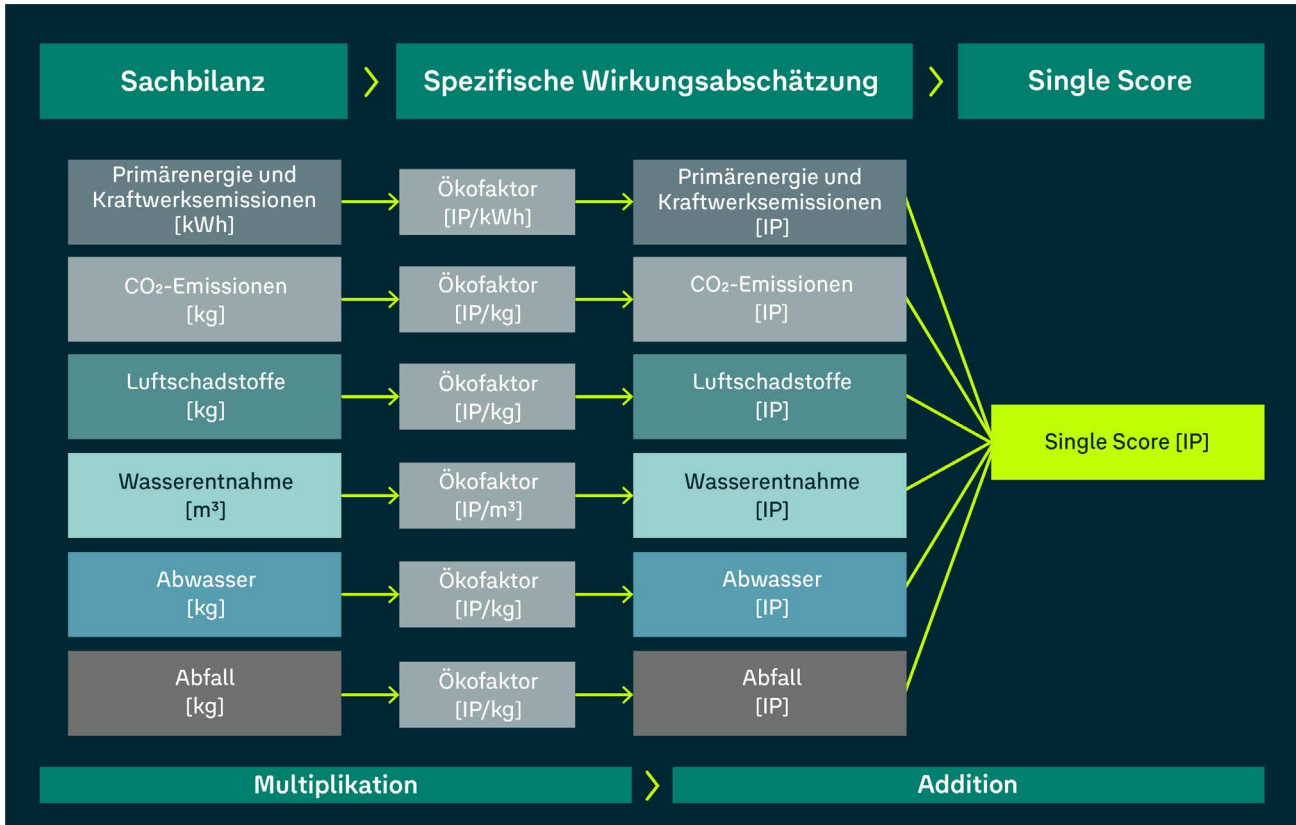 Sachbilanz
Spezifische Wirkungsabschätzung
Single Score
Primärenergie und
Kraftwerksemissionen
[kWh]
Ökofaktor
[IP/kWh]
Primärenergie und
Kraftwerksemissionen
[IP]
CO₂-Emissionen
[kg]
Ökofaktor
[IP/kg]
CO₂-Emissionen
[IP]
Luftschadstoffe
[kg]
Ökofaktor
[IP/kg]
Luftschadstoffe
[IP]
Single Score [IP]
Wasserentnahme
[m³]
Ökofaktor
[IP/m³]
Wasserentnahme
[IP]
Abwasser
[kg]
Ökofaktor
[IP/kg]
Abwasser
[IP]
Abfall
[kg]
Ökofaktor
[IP/kg]
Abfall
[IP]
Multiplikation
Addition